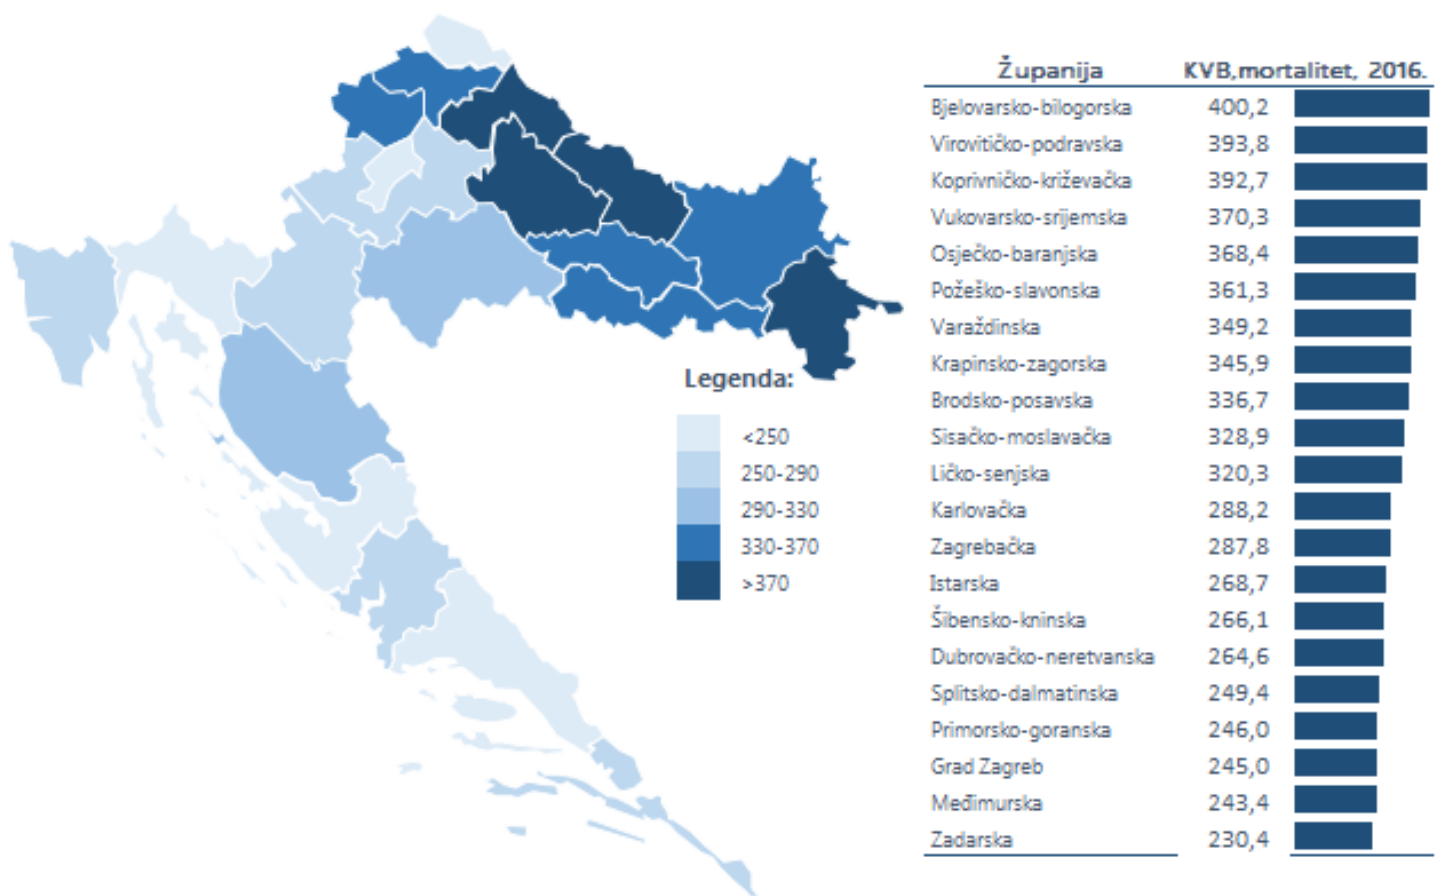 Županija KVB,mortalitet, 2016.
Bjelovarsko-bilogorska 400,2
Virovitičko-podravska 393,8
Koprivničko-križevačka 392,7
Vukovarsko-srijemska 370,3
Osječko-baranjska 368,4
Požeško-slavonska 361,3
Varaždinska 349,2
Krapinsko-zagorska 345,9
Brodsko-posavska 336,7
Sisačko-moslavačka 328,9
Ličko-senjska 320,3
Karlovačka 288,2
Zagrebačka 287,8
Istarska 268,7
Šibensko-kninska 266,1
Dubrovačko-neretvanska 264,6
Splitsko-dalmatinska 249,4
Primorsko-goranska 246,0
Grad Zagreb 245,0
Međimurska 243,4
Zadarska 230,4
Legenda:
<250
250-290
290-330
330-370
>370